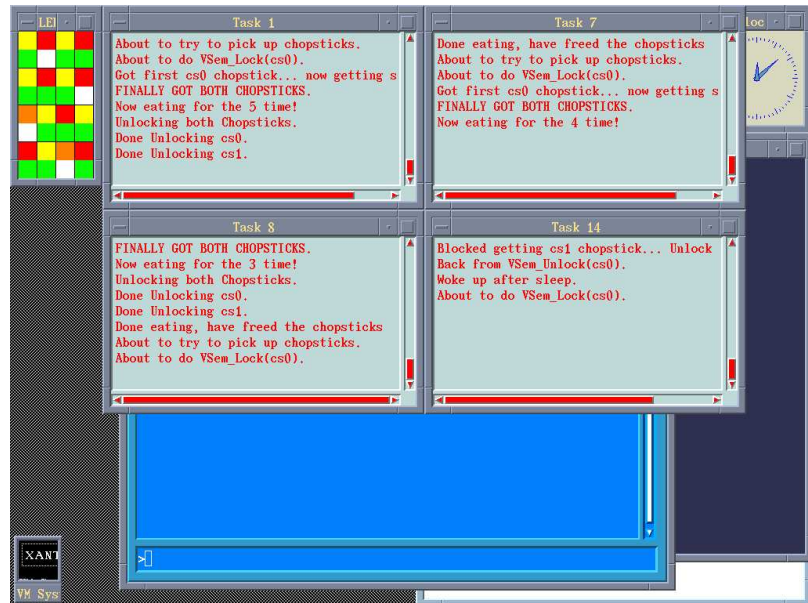 LEI
Task 1
Task 7
loc
About to try to pick up chopsticks.
About to do VSem_Lock(cs0).
Got first cs0 chopstick... now getting s
FINALLY GOT BOTH CHOPSTICKS.
Now eating for the 5 time!
Unlocking both Chopsticks.
Done Unlocking cs0.
Done Unlocking cs1.
Done eating, have freed the chopsticks
About to try to pick up chopsticks.
About to do VSem_Lock(cs0).
Got first cs0 chopstick... now getting s
FINALLY GOT BOTH CHOPSTICKS.
Now eating for the 4 time!
Task 8
Task 14
FINALLY GOT BOTH CHOPSTICKS.
Now eating for the 3 time!
Unlocking both Chopsticks.
Done Unlocking cs0.
Done Unlocking cs1.
Done eating, have freed the chopsticks
About to try to pick up chopsticks.
About to do VSem_Lock(cs0).
Blocked getting cs1 chopstick... Unlock
Back from VSem_Unlock(cs0).
Woke up after sleep.
About to do VSem_Lock(cs0).
>
XANT
VM Sys